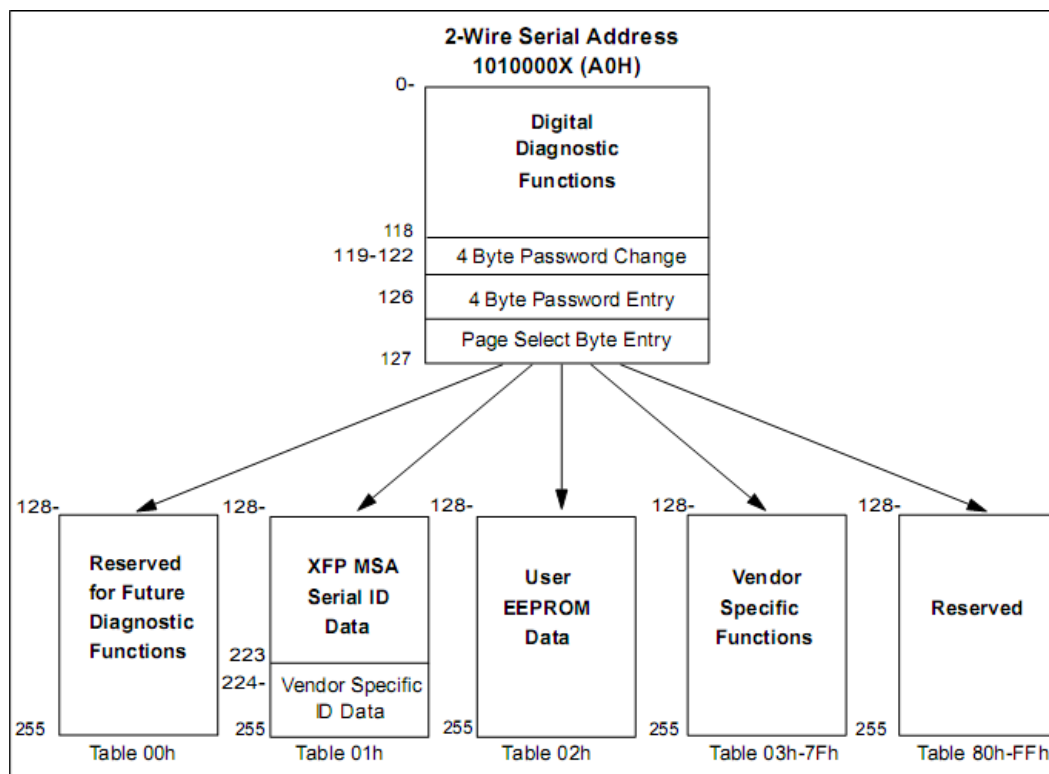 2-Wire Serial Address
1010000X (A0H)
0-
Digital
Diagnostic
Functions
118
119-122
4 Byte Password Change
126
4 Byte Password Entry
Page Select Byte Entry
127
128-
Reserved
for Future
Diagnostic
Functions
255
Table 00h
128-
XFP MSA
Serial ID
Data
223
224-
Vendor Specific
ID Data
255
Table 01h
128-
User
EEPROM
Data
255
Table 02h
128-
Vendor
Specific
Functions
255
Table 03h-7Fh
128-
Reserved
255
Table 80h-FFh